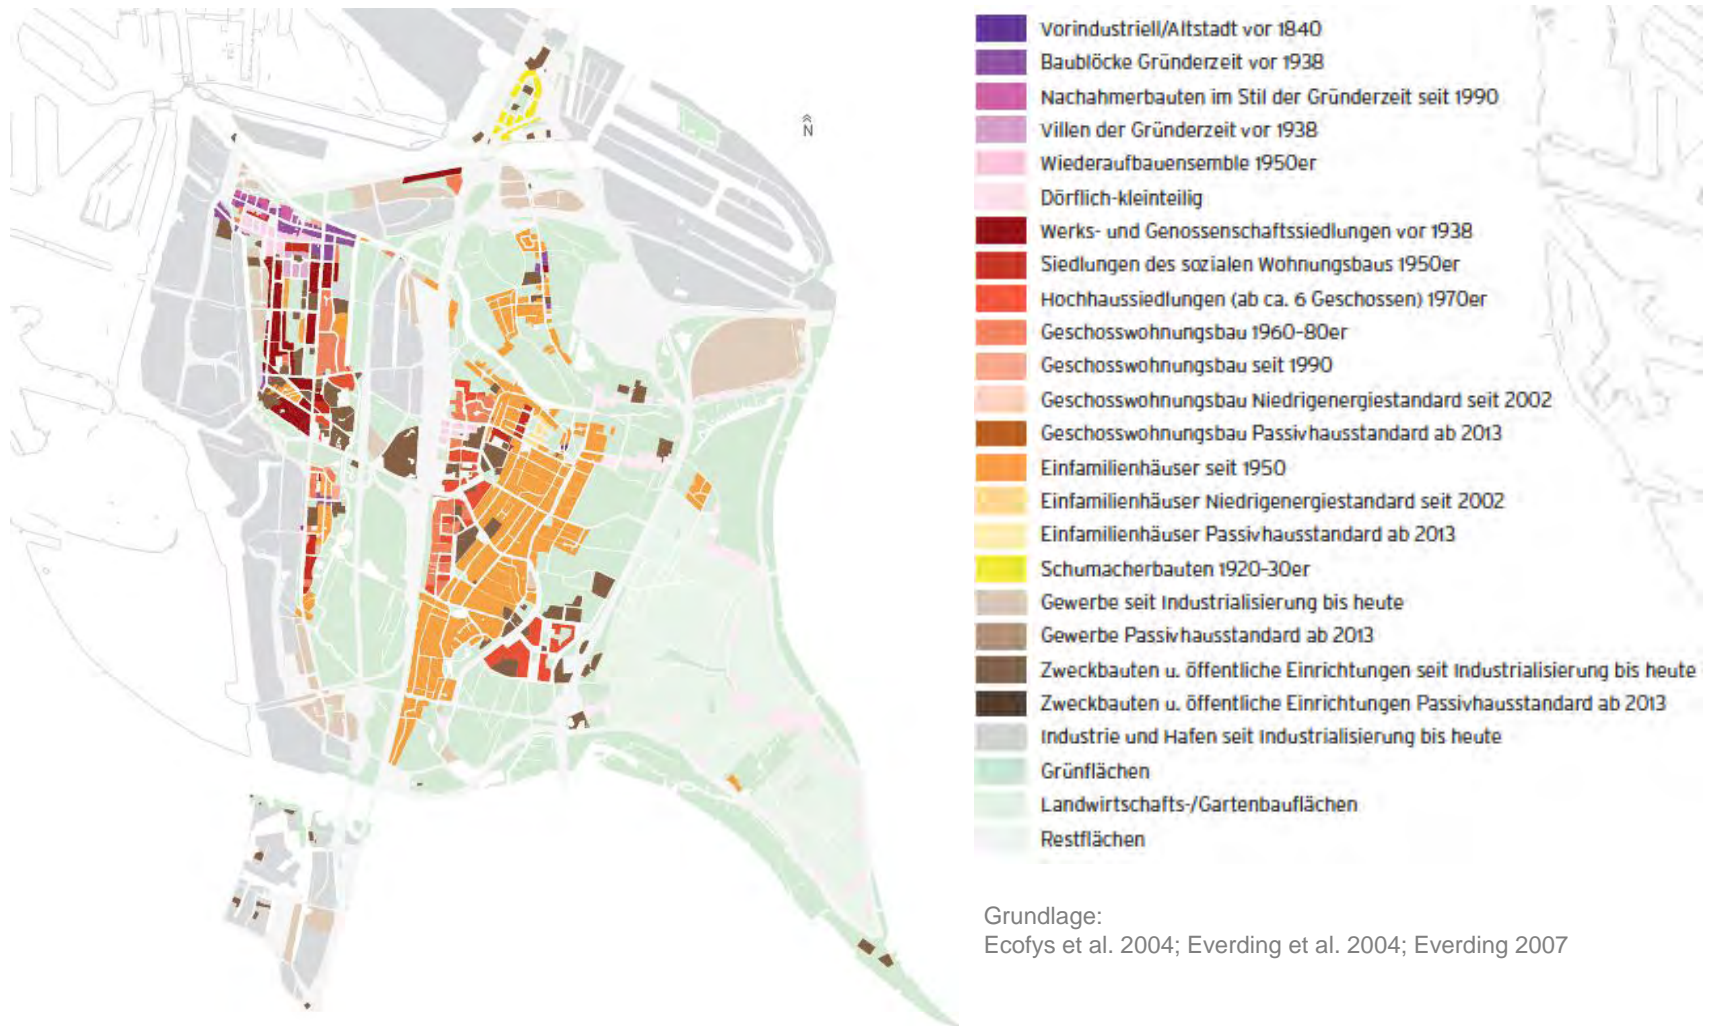 N
Vorindustriell/Altstadt vor 1840
Baublöcke Gründerzeit vor 1938
Nachahmerbauten im Stil der Gründerzeit seit 1990
Villen der Gründerzeit vor 1938
Wiederaufbauensemble 1950er
Dörflich-kleinteilig
Werks- und Genossenschaftssiedlungen vor 1938
Siedlungen des sozialen Wohnungsbaus 1950er
Hochhaussiedlungen (ab ca. 6 Geschossen) 1970er
Geschosswohnungsbau 1960-80er
Geschosswohnungsbau seit 1990
Geschosswohnungsbau Niedrigenergiestandard seit 2002
Geschosswohnungsbau Passivhausstandard ab 2013
Einfamilienhäuser seit 1950
Einfamilienhäuser Niedrigenergiestandard seit 2002
Einfamilienhäuser Passivhausstandard ab 2013
Schumacherbauten 1920-30er
Gewerbe seit Industrialisierung bis heute
Gewerbe Passivhausstandard ab 2013
Zweckbauten u. öffentliche Einrichtungen seit Industrialisierung bis heute
Zweckbauten u. öffentliche Einrichtungen Passivhausstandard ab 2013
Industrie und Hafen seit Industrialisierung bis heute
Grünflächen
Landwirtschafts-/Gartenbauflächen
Restflächen
Grundlage:
Ecofys et al. 2004; Everding et al. 2004; Everding 2007